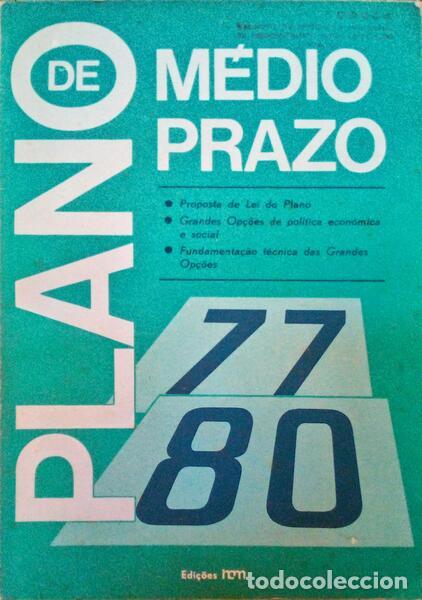 PLANO
DE
MÉDIO
PRAZO
● Proposta de Lei do Plano
● Grandes Opções de política económica
e social
● Fundamentação técnica das Grandes
Opções
77
80
Edições
todocoleccion.net